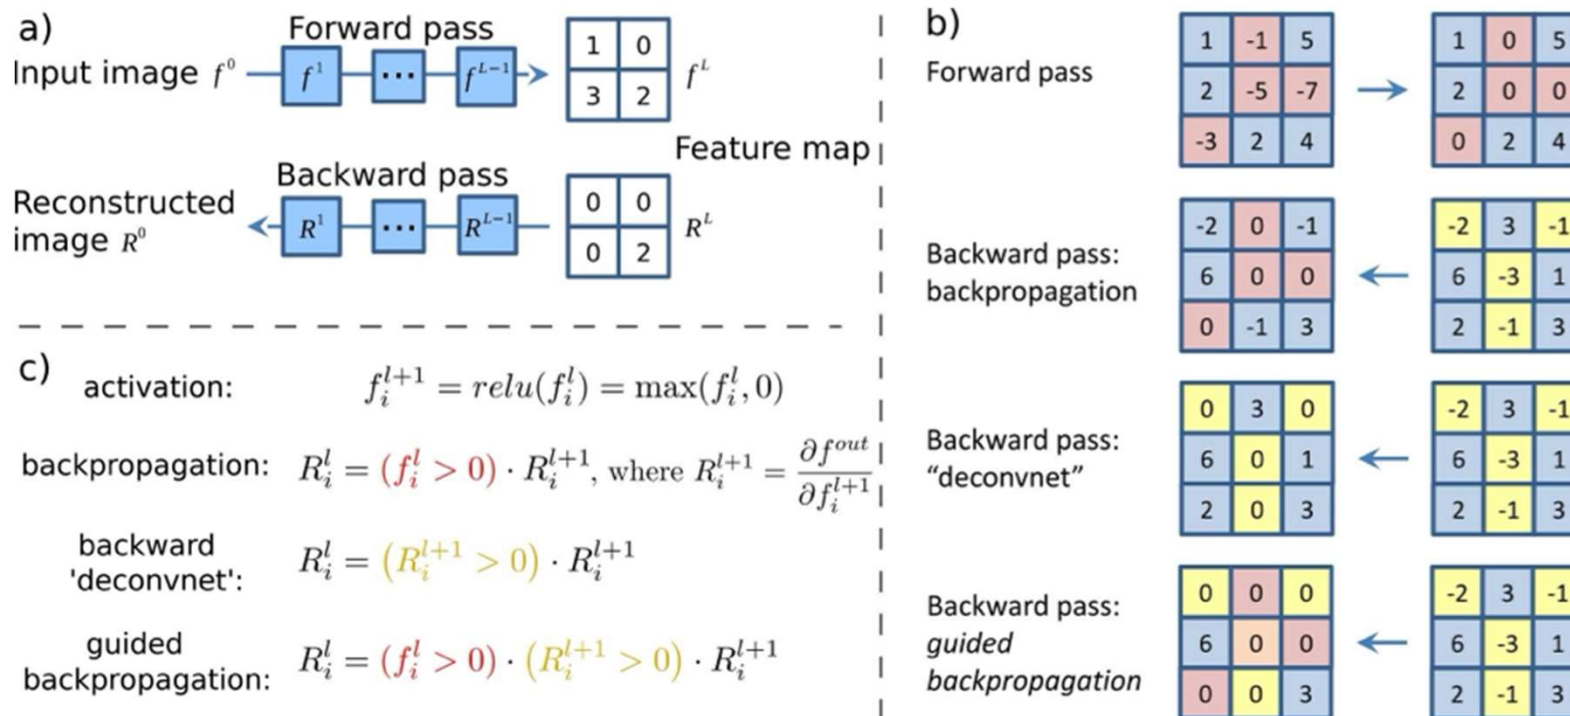 a)
Forward pass
Input image f⁰
f¹
...
f^{L-1}
1 0
3 2
f^L
Feature map
Backward pass
Reconstructed
image R⁰
R¹
...
R^{L-1}
0 0
0 2
R^L
c)
activation: f_i^{l+1} = relu(f_i^l) = max(f_i^l, 0)
backpropagation: R_i^l = (f_i^l > 0) · R_i^{l+1}, where R_i^{l+1} = ∂f^{out} / ∂f_i^{l+1}
backward
'deconvnet': R_i^l = (R_i^{l+1} > 0) · R_i^{l+1}
guided
backpropagation: R_i^l = (f_i^l > 0) · (R_i^{l+1} > 0) · R_i^{l+1}
b)
Forward pass
1 -1 5
2 -5 -7
-3 2 4
1 0 5
2 0 0
0 2 4
Backward pass:
backpropagation
-2 0 -1
6 0 0
0 -1 3
-2 3 -1
6 -3 1
2 -1 3
Backward pass:
“deconvnet”
0 3 0
6 0 1
2 0 3
-2 3 -1
6 -3 1
2 -1 3
Backward pass:
guided
backpropagation
0 0 0
6 0 0
0 0 3
-2 3 -1
6 -3 1
2 -1 3